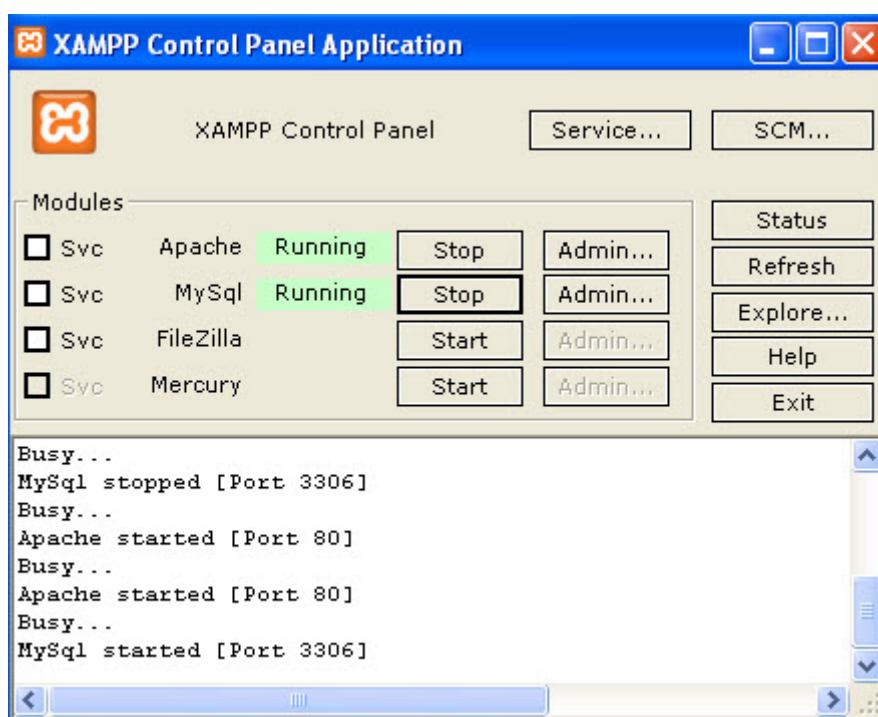 XAMPP Control Panel Application
XAMPP Control Panel Service... SCM...
Modules
Status
Svc Apache Running Stop Admin...
Refresh
Svc MySql Running Stop Admin...
Explore...
Svc FileZilla Start Admin...
Help
Svc Mercury Start Admin...
Exit
Busy...
MySql stopped [Port 3306]
Busy...
Apache started [Port 80]
Busy...
Apache started [Port 80]
Busy...
MySql started [Port 3306]